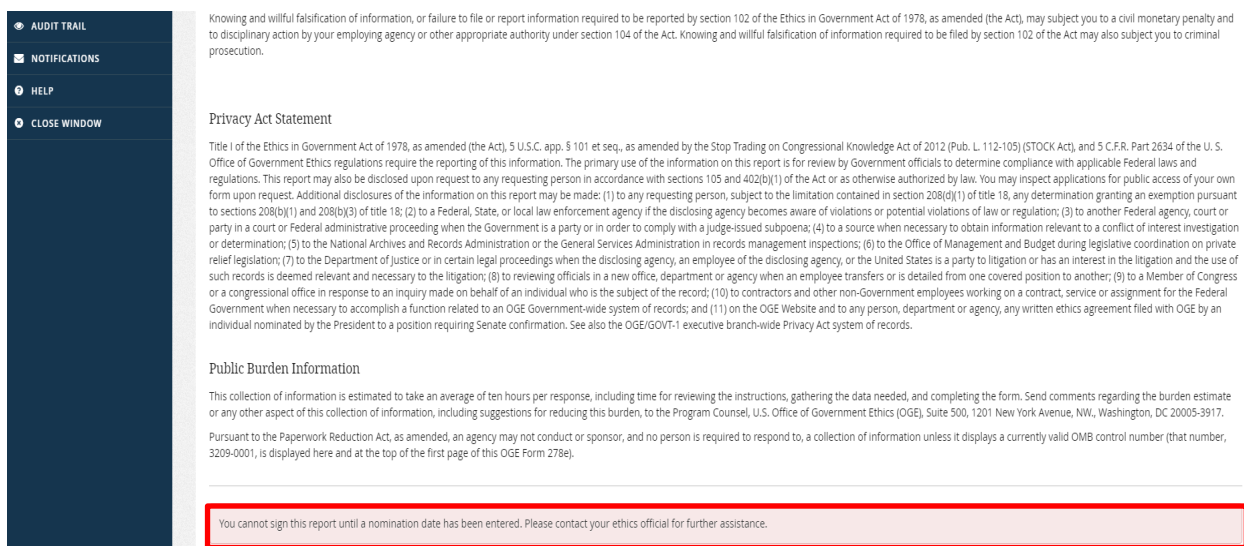 Knowing and willful falsification of information, or failure to file or report information required to be reported by section 102 of the Ethics in Government Act of 1978, as amended (the Act), may subject you to a civil monetary penalty and
to disciplinary action by your employing agency or other appropriate authority under section 104 of the Act. Knowing and willful falsification of information required to be filed by section 102 of the Act may also subject you to criminal
prosecution.
AUDIT TRAIL
NOTIFICATIONS
HELP
CLOSE WINDOW
Privacy Act Statement
Title I of the Ethics in Government Act of 1978, as amended (the Act), 5 U.S.C. app. § 101 et seq., as amended by the Stop Trading on Congressional Knowledge Act of 2012 (Pub. L. 112-105) (STOCK Act), and 5 C.F.R. Part 2634 of the U. S.
Office of Government Ethics regulations require the reporting of this information. The primary use of the information on this report is for review by Government officials to determine compliance with applicable Federal laws and
regulations. This report may also be disclosed upon request to any requesting person in accordance with sections 105 and 402(b)(1) of the Act or as otherwise authorized by law. You may inspect applications for public access of your own
form upon request. Additional disclosures of the information on this report may be made: (1) to any requesting person, subject to the limitation contained in section 208(d)(1) of title 18, any determination granting an exemption pursuant
to sections 208(b)(1) and 208(b)(3) of title 18; (2) to a Federal, State, or local law enforcement agency if the disclosing agency becomes aware of violations or potential violations of law or regulation; (3) to another Federal agency, court or
party in a court or Federal administrative proceeding when the Government is a party or in order to comply with a judge-issued subpoena; (4) to a source when necessary to obtain information relevant to a conflict of interest investigation
or determination; (5) to the National Archives and Records Administration or the General Services Administration in records management inspections; (6) to the Office of Management and Budget during legislative coordination on private
relief legislation; (7) to the Department of Justice or in certain legal proceedings when the disclosing agency, an employee of the disclosing agency, or the United States is a party to litigation or has an interest in the litigation and the use of
such records is deemed relevant and necessary to the litigation; (8) to reviewing officials in a new office, department or agency when an employee transfers or is detailed from one covered position to another; (9) to a Member of Congress
or a congressional office in response to an inquiry made on behalf of an individual who is the subject of the record; (10) to contractors and other non-Government employees working on a contract, service or assignment for the Federal
Government when necessary to accomplish a function related to an OGE Government-wide system of records; and (11) on the OGE Website and to any person, department or agency, any written ethics agreement filed with OGE by an
individual nominated by the President to a position requiring Senate confirmation. See also the OGE/GOVT-1 executive branch-wide Privacy Act system of records.
Public Burden Information
This collection of information is estimated to take an average of ten hours per response, including time for reviewing the instructions, gathering the data needed, and completing the form. Send comments regarding the burden estimate
or any other aspect of this collection of information, including suggestions for reducing this burden, to the Program Counsel, U.S. Office of Government Ethics (OGE), Suite 500, 1201 New York Avenue, NW., Washington, DC 20005-3917.
Pursuant to the Paperwork Reduction Act, as amended, an agency may not conduct or sponsor, and no person is required to respond to, a collection of information unless it displays a currently valid OMB control number (that number,
3209-0001, is displayed here and at the top of the first page of this OGE Form 278e).
You cannot sign this report until a nomination date has been entered. Please contact your ethics official for further assistance.